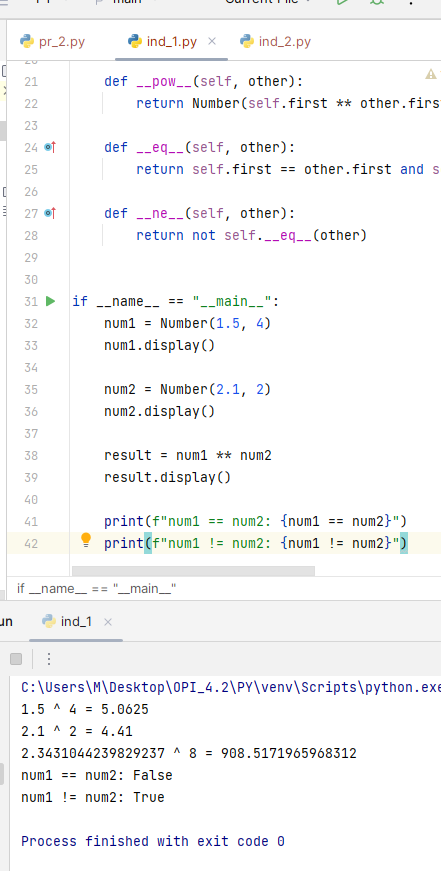 main
Current File
pr_2.py
ind_1.py
ind_2.py
21 def __pow__(self, other):
22 return Number(self.first ** other.firs
23
24 def __eq__(self, other):
25 return self.first == other.first and s
26
27 def __ne__(self, other):
28 return not self.__eq__(other)
29
30
31 if __name__ == "__main__":
32 num1 = Number(1.5, 4)
33 num1.display()
34
35 num2 = Number(2.1, 2)
36 num2.display()
37
38 result = num1 ** num2
39 result.display()
40
41 print(f"num1 == num2: {num1 == num2}")
42 print(f"num1 != num2: {num1 != num2}")
if __name__ == "__main__"
un
ind_1
C:\Users\M\Desktop\OPI_4.2\PY\venv\Scripts\python.exe
1.5 ^ 4 = 5.0625
2.1 ^ 2 = 4.41
2.3431044239829237 ^ 8 = 908.5171965968312
num1 == num2: False
num1 != num2: True
Process finished with exit code 0